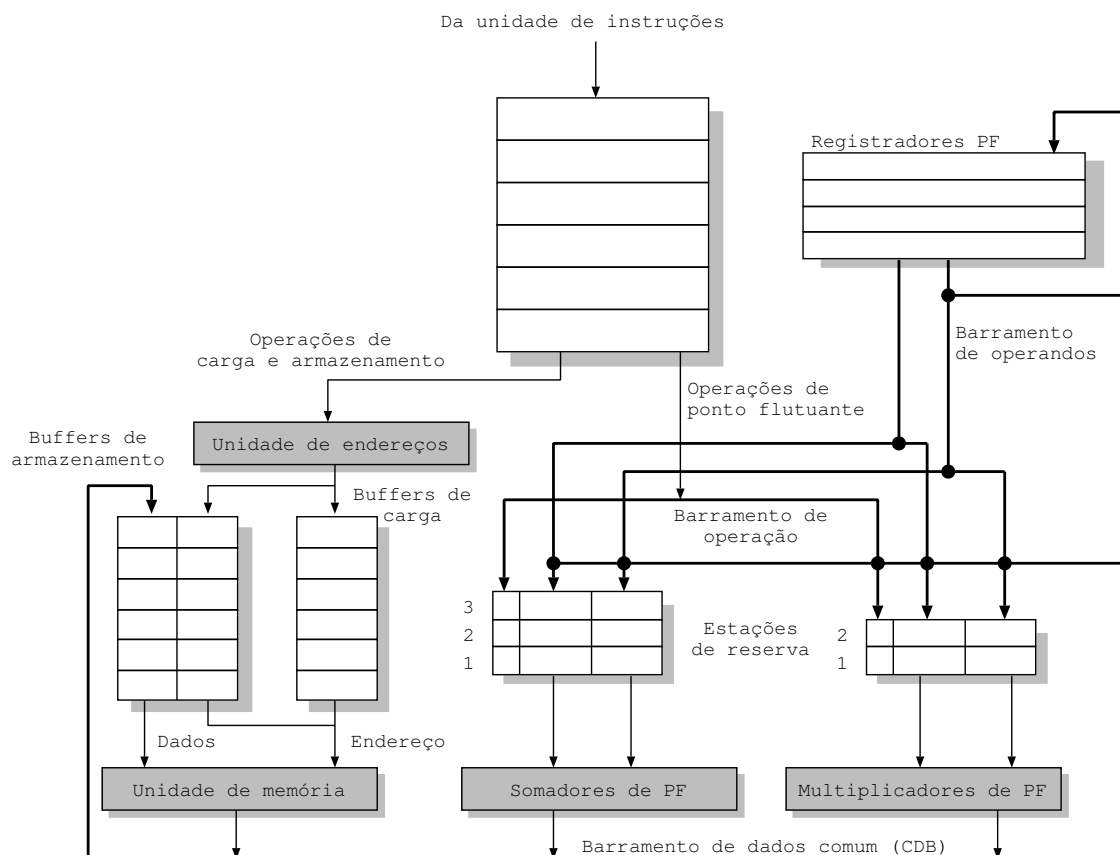 Da unidade de instruções
Registradores PF
Operações de
carga e armazenamento
Barramento
de operandos
Operações de
ponto flutuante
Buffers de
armazenamento
Unidade de endereços
Buffers de
carga
Barramento de
operação
3
2
1
Estações
de reserva
2
1
Dados
Endereço
Unidade de memória
Somadores de PF
Multiplicadores de PF
Barramento de dados comum (CDB)